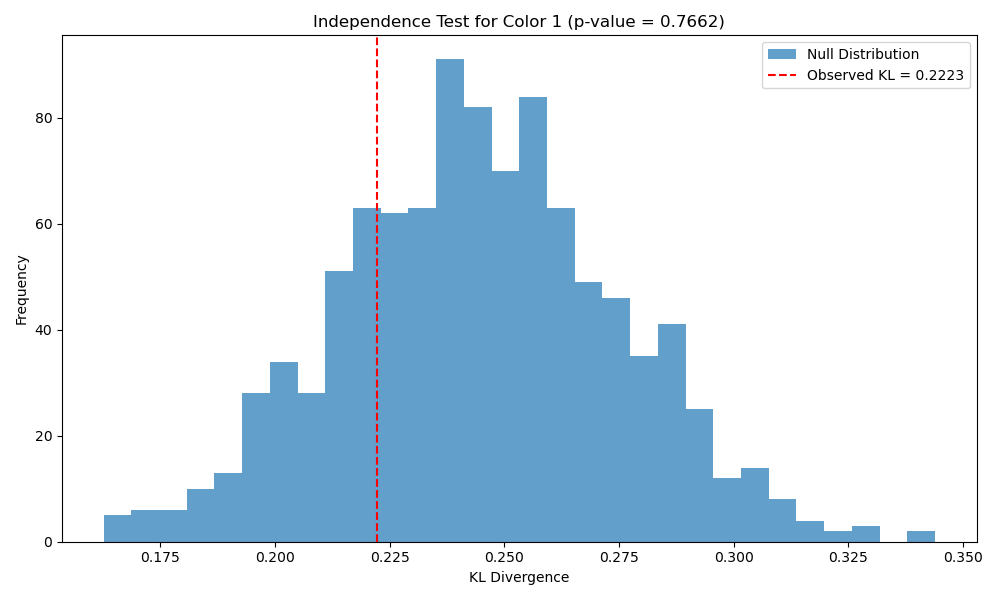 Independence Test for Color 1 (p-value = 0.7662)
Null Distribution
Observed KL = 0.2223
Frequency
80
60
40
20
0
0.175 0.200 0.225 0.250 0.275 0.300 0.325 0.350
KL Divergence